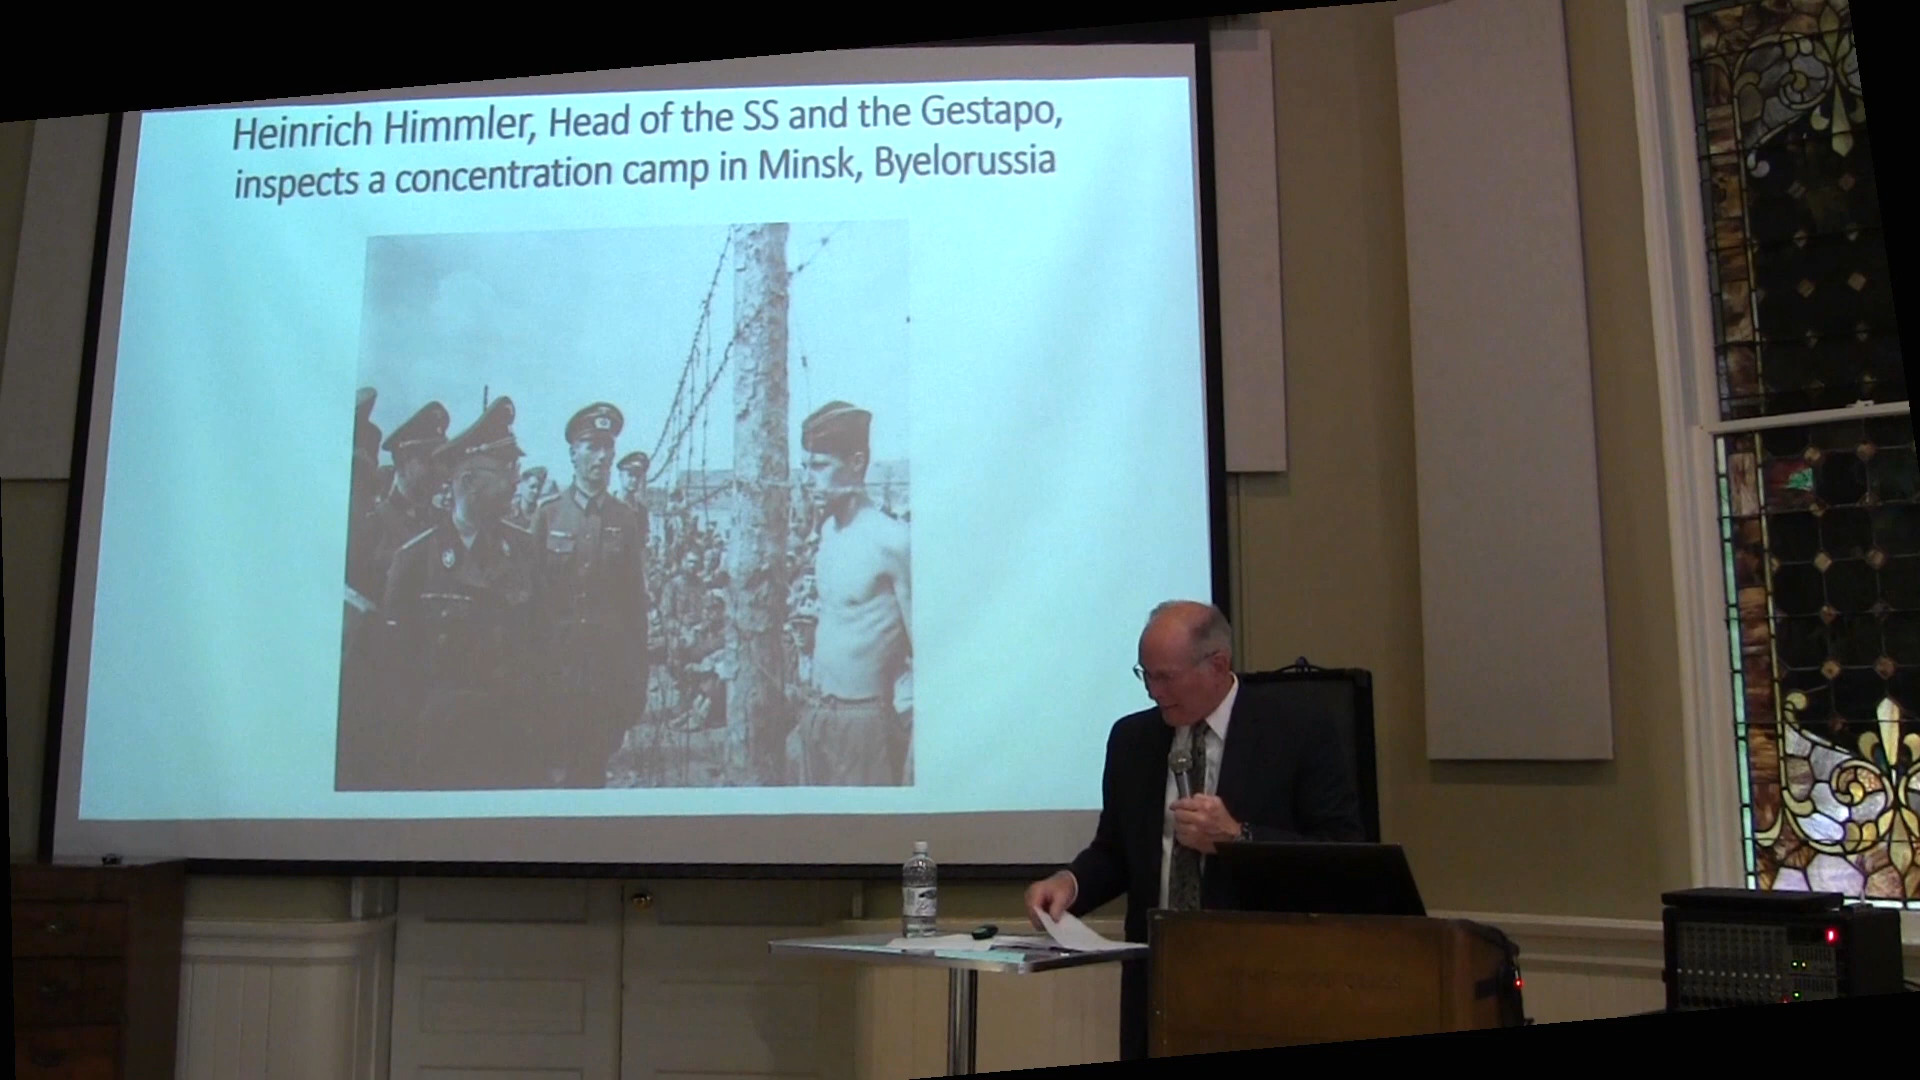 Heinrich Himmler, Head of the SS and the Gestapo,
inspects a concentration camp in Minsk, Byelorussia